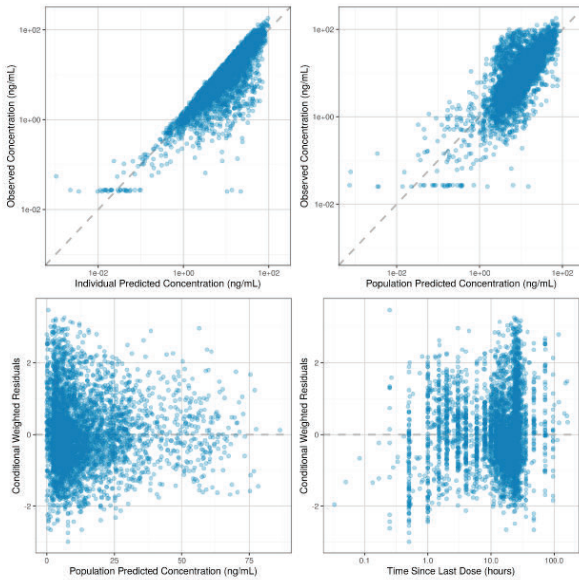 1e+02
1e+00
1e-02
Observed Concentration (ng/mL)
1e-02
1e+00
1e+02
Individual Predicted Concentration (ng/mL)
1e+02
1e+00
1e-02
Observed Concentration (ng/mL)
1e-02
1e+00
1e+02
Population Predicted Concentration (ng/mL)
2
0
-2
Conditional Weighted Residuals
0
25
50
75
Population Predicted Concentration (ng/mL)
2
0
-2
Conditional Weighted Residuals
0.1
1.0
10.0
100.0
Time Since Last Dose (hours)